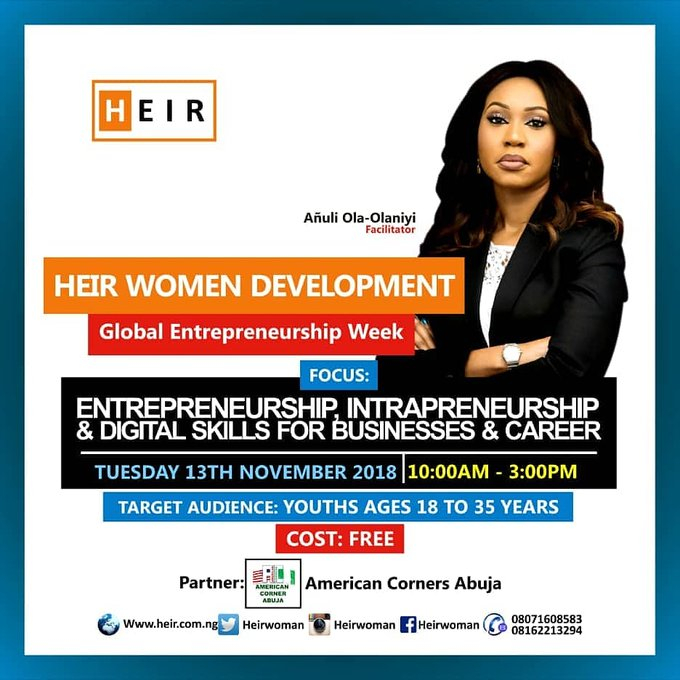 HEIR
Añuli Ola-Olaniyi
Facilitator
HEIR WOMEN DEVELOPMENT
Global Entrepreneurship Week
FOCUS:
ENTREPRENEURSHIP, INTRAPRENEURSHIP
& DIGITAL SKILLS FOR BUSINESSES & CAREER
TUESDAY 13TH NOVEMBER 2018 | 10:00AM - 3:00PM
TARGET AUDIENCE: YOUTHS AGES 18 TO 35 YEARS
COST: FREE
Partner: AMERICAN CORNER ABUJA American Corners Abuja
Www.heir.com.ng Heirwoman Heirwoman Heirwoman 08071608583
08162213294